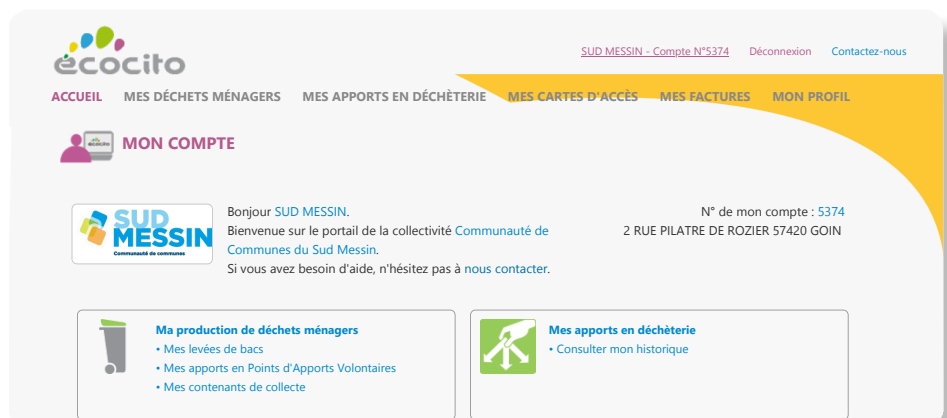 écocito
SUD MESSIN - Compte N°5374 Déconnexion Contactez-nous
ACCUEIL MES DÉCHETS MÉNAGERS MES APPORTS EN DÉCHÈTERIE MES CARTES D'ACCÈS MES FACTURES MON PROFIL
écocito
MON COMPTE
SUD
MESSIN
Communauté de communes
Bonjour SUD MESSIN.
Bienvenue sur le portail de la collectivité Communauté de
Communes du Sud Messin.
Si vous avez besoin d'aide, n'hésitez pas à nous contacter.
N° de mon compte : 5374
2 RUE PILATRE DE ROZIER 57420 GOIN
Ma production de déchets ménagers
• Mes levées de bacs
• Mes apports en Points d'Apports Volontaires
• Mes contenants de collecte
Mes apports en déchèterie
• Consulter mon historique